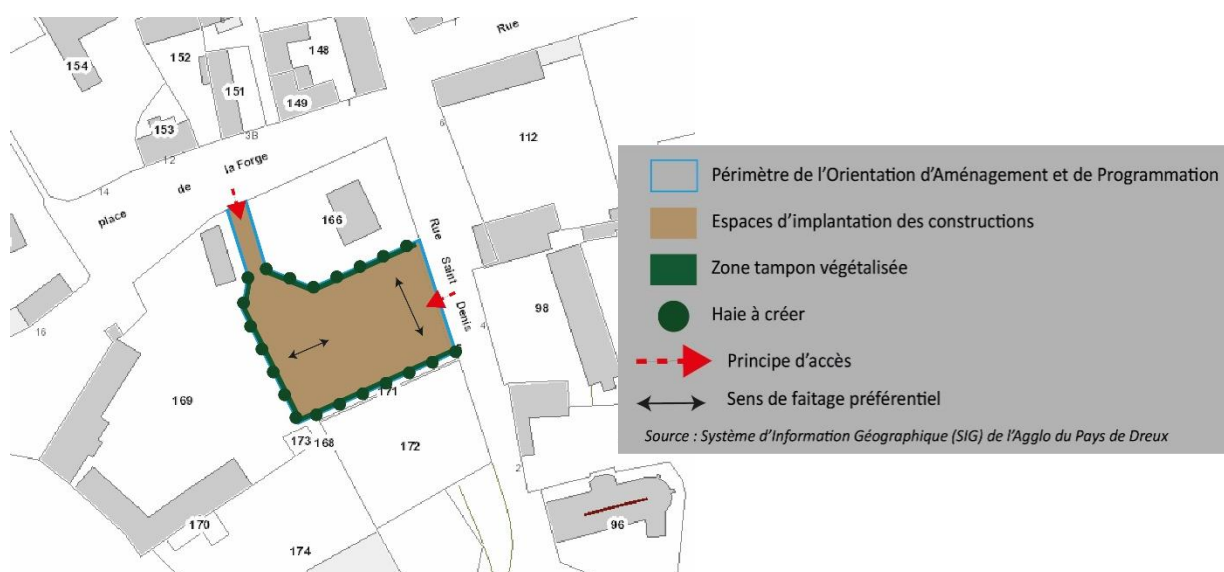 Rue
154
152
148
151
149
1
153
3B
12
6
112
14
place de la Forge
166
Rue Saint Denis
Périmètre de l’Orientation d’Aménagement et de Programmation
Espaces d’implantation des constructions
Zone tampon végétalisée
Haie à créer
Principe d’accès
Sens de faitage préférentiel
Source : Système d’Information Géographique (SIG) de l’Agglo du Pays de Dreux
16
4
98
169
171
173
168
172
2
170
174
96